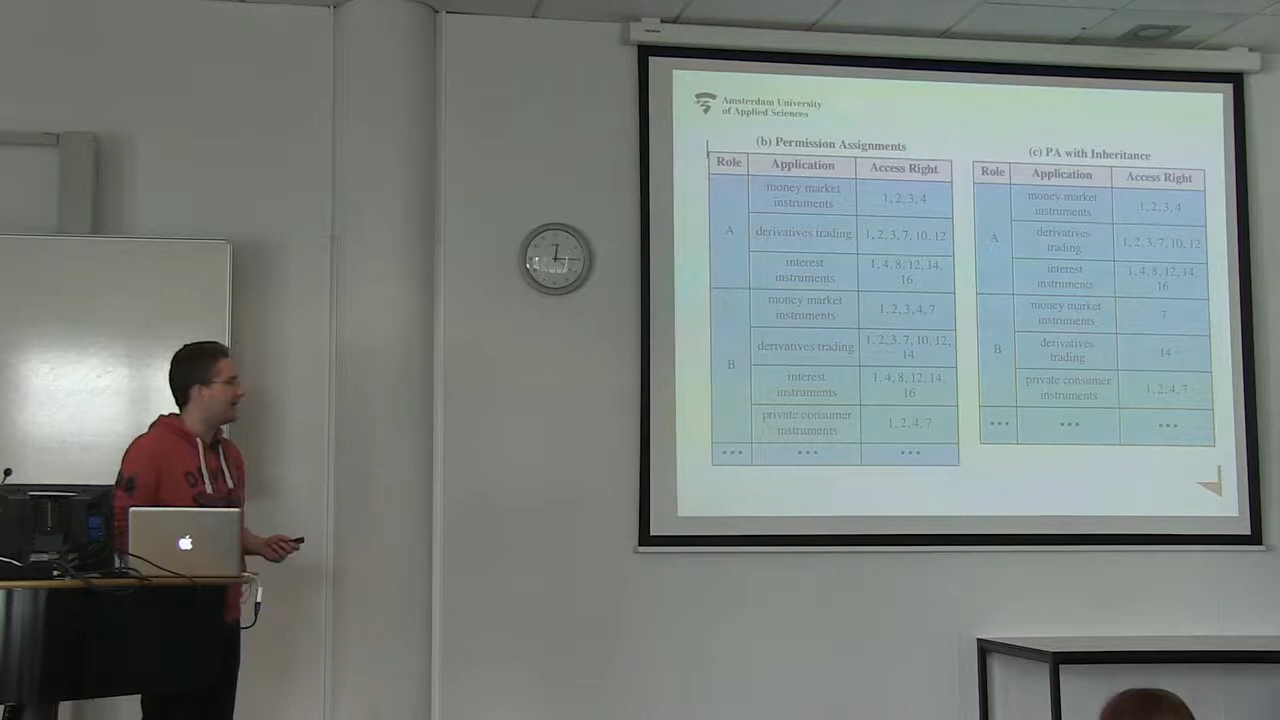 Amsterdam University
of Applied Sciences
(b) Permission Assignments
Role Application Access Right
A
money market
instruments
1, 2, 3, 4
derivatives trading
1, 2, 3, 7, 10, 12
interest
instruments
1, 4, 8, 12, 14,
16
B
money market
instruments
1, 2, 3, 4, 7
derivatives trading
1, 2, 3, 7, 10, 12,
14
interest
instruments
1, 4, 8, 12, 14,
16
private consumer
instruments
1, 2, 4, 7
••• ••• •••
(c) PA with Inheritance
Role Application Access Right
A
money market
instruments
1, 2, 3, 4
derivatives
trading
1, 2, 3, 7, 10, 12
interest
instruments
1, 4, 8, 12, 14,
16
B
money market
instruments
7
derivatives
trading
14
private consumer
instruments
1, 2, 4, 7
••• ••• •••